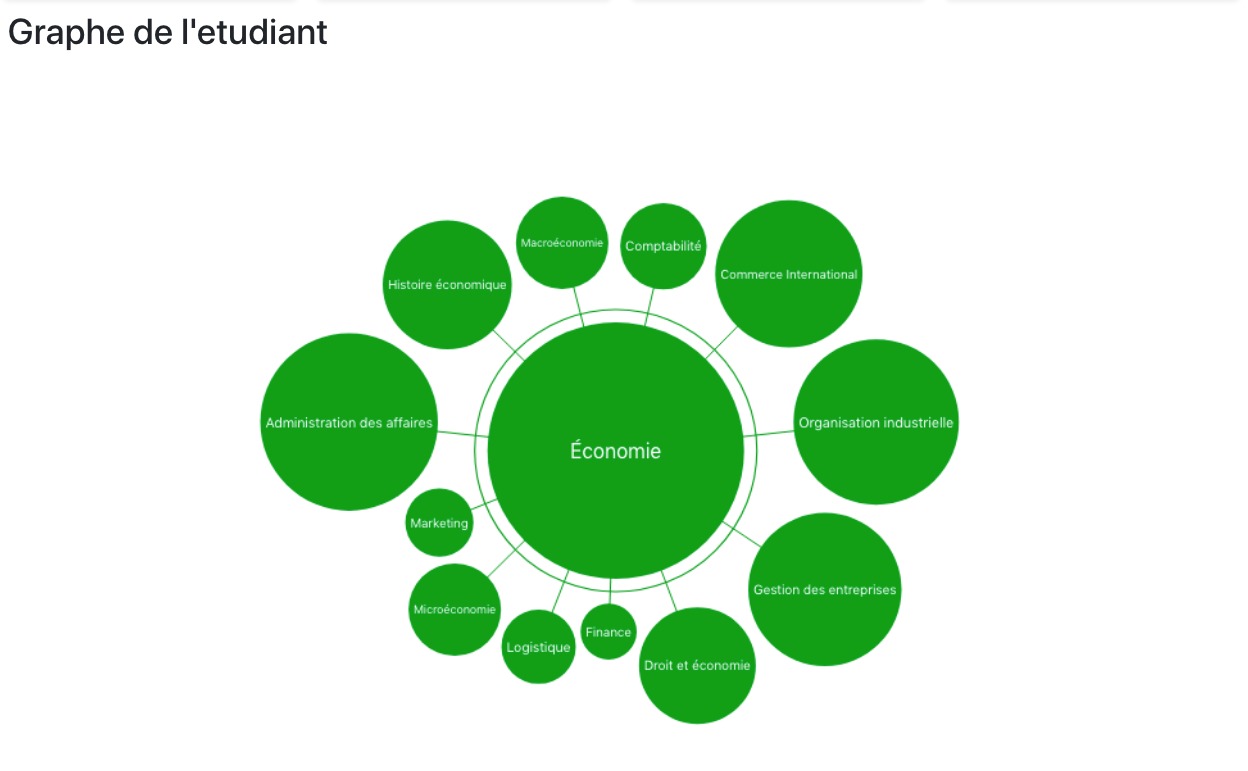 Graphe de l'etudiant
Macroéconomie
Comptabilité
Commerce International
Histoire économique
Administration des affaires
Organisation industrielle
Économie
Marketing
Gestion des entreprises
Microéconomie
Finance
Logistique
Droit et économie